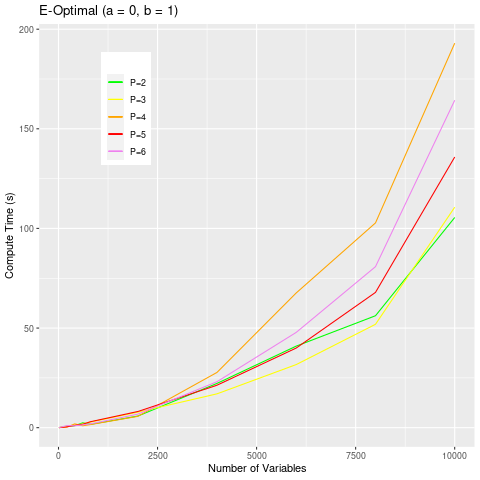 E-Optimal (a = 0, b = 1)
200
150
100
50
0
Compute Time (s)
P=2
P=3
P=4
P=5
P=6
0 2500 5000 7500 10000
Number of Variables